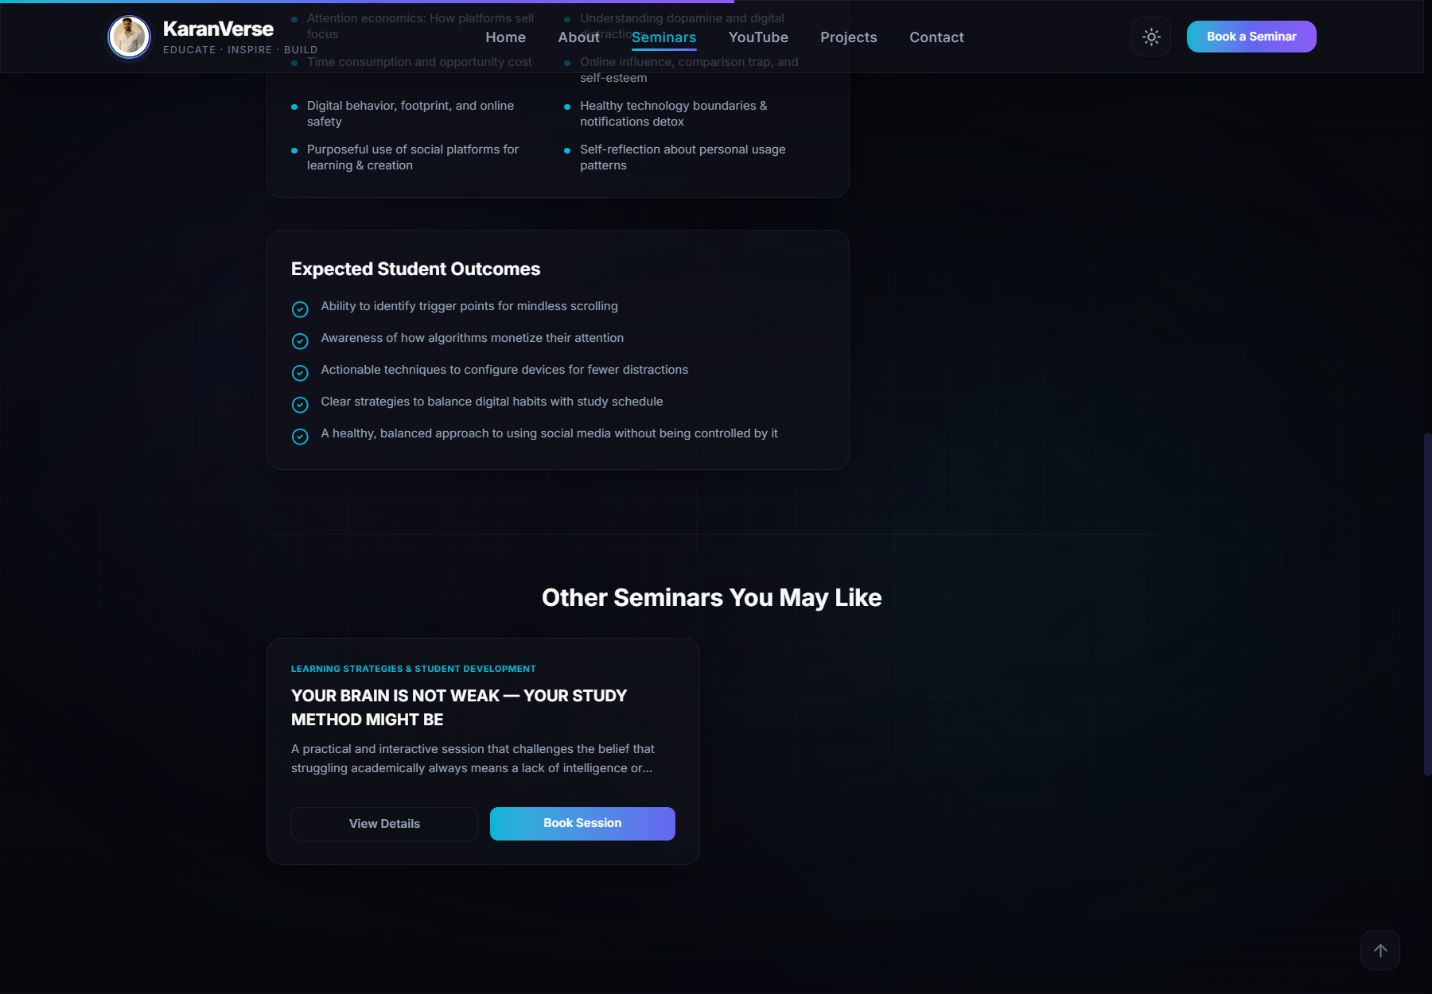 KaranVerse
EDUCATE · INSPIRE · BUILD
Home
About
Seminars
YouTube
Projects
Contact
Book a Seminar
Attention economics: How platforms sell
focus
Time consumption and opportunity cost
Digital behavior, footprint, and online
safety
Purposeful use of social platforms for
learning & creation
Understanding dopamine and digital
distractions
Online influence, comparison trap, and
self-esteem
Healthy technology boundaries &
notifications detox
Self-reflection about personal usage
patterns
Expected Student Outcomes
Ability to identify trigger points for mindless scrolling
Awareness of how algorithms monetize their attention
Actionable techniques to configure devices for fewer distractions
Clear strategies to balance digital habits with study schedule
A healthy, balanced approach to using social media without being controlled by it
Other Seminars You May Like
LEARNING STRATEGIES & STUDENT DEVELOPMENT
YOUR BRAIN IS NOT WEAK — YOUR STUDY
METHOD MIGHT BE
A practical and interactive session that challenges the belief that
struggling academically always means a lack of intelligence or...
View Details
Book Session